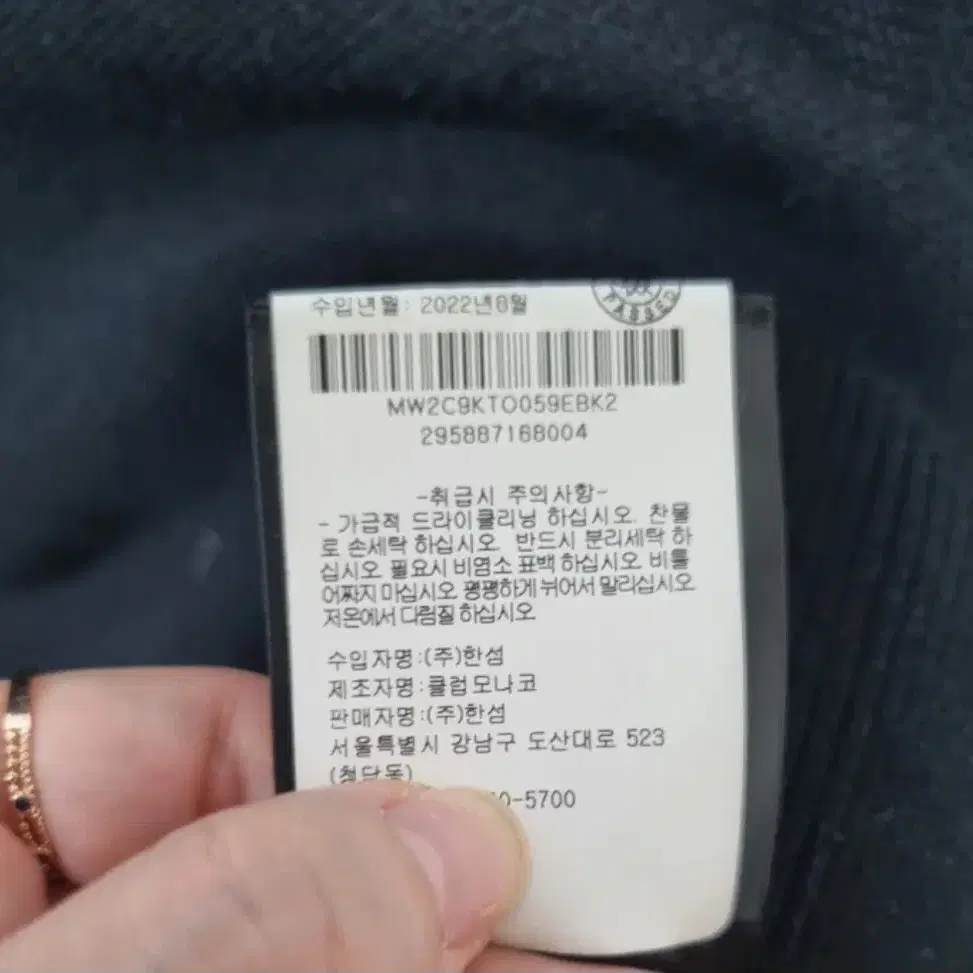 수입년월: 2022년8월
PASSED
MW2C9KTO059EBK2
295887168004
-취급시 주의사항-
- 가급적 드라이클리닝 하십시오. 찬물
로 손세탁 하십시오. 반드시 분리세탁 하
십시오. 필요시 비염소 표백 하십시오. 비틀
어짜지 마십시오. 평평하게 뉘어서 말리십시오.
저온에서 다림질 하십시오.
수입자명:(주)한섬
제조자명:클럽모나코
판매자명:(주)한섬
서울특별시 강남구 도산대로 523
(청담동)
0-5700